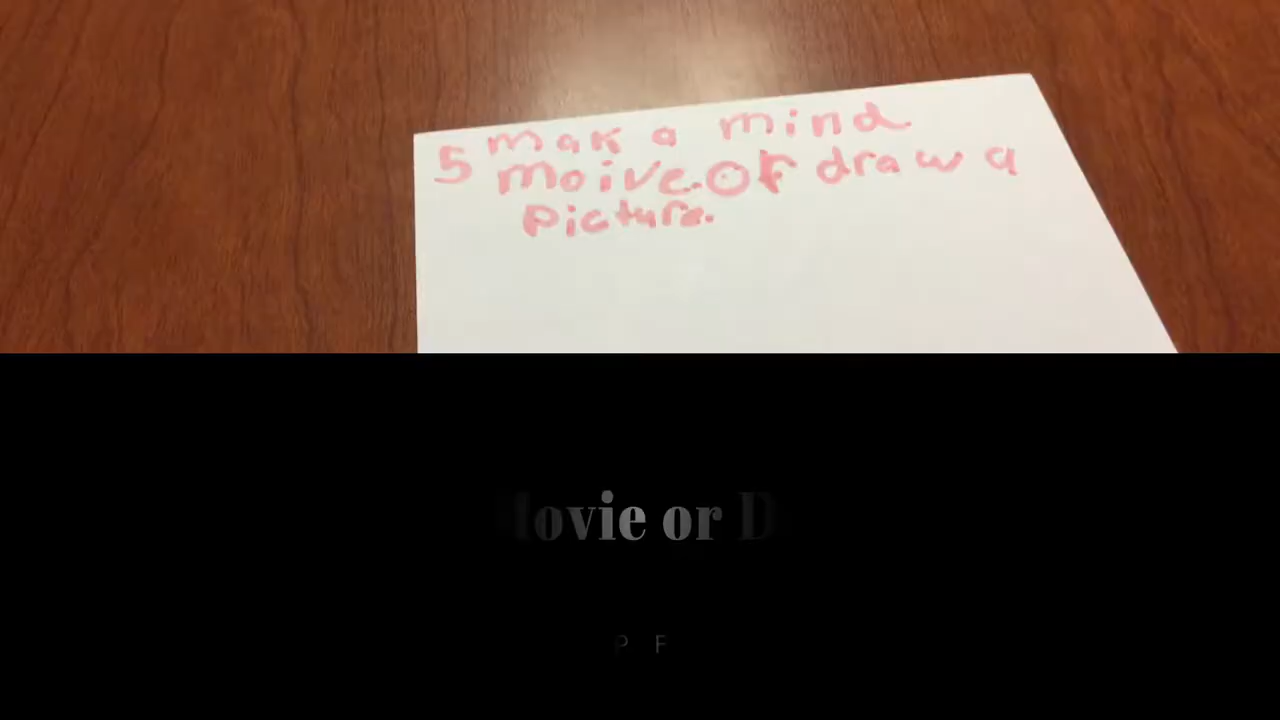 5 mak a mind
moive. Or draw a
picture.
ovie or D
P F